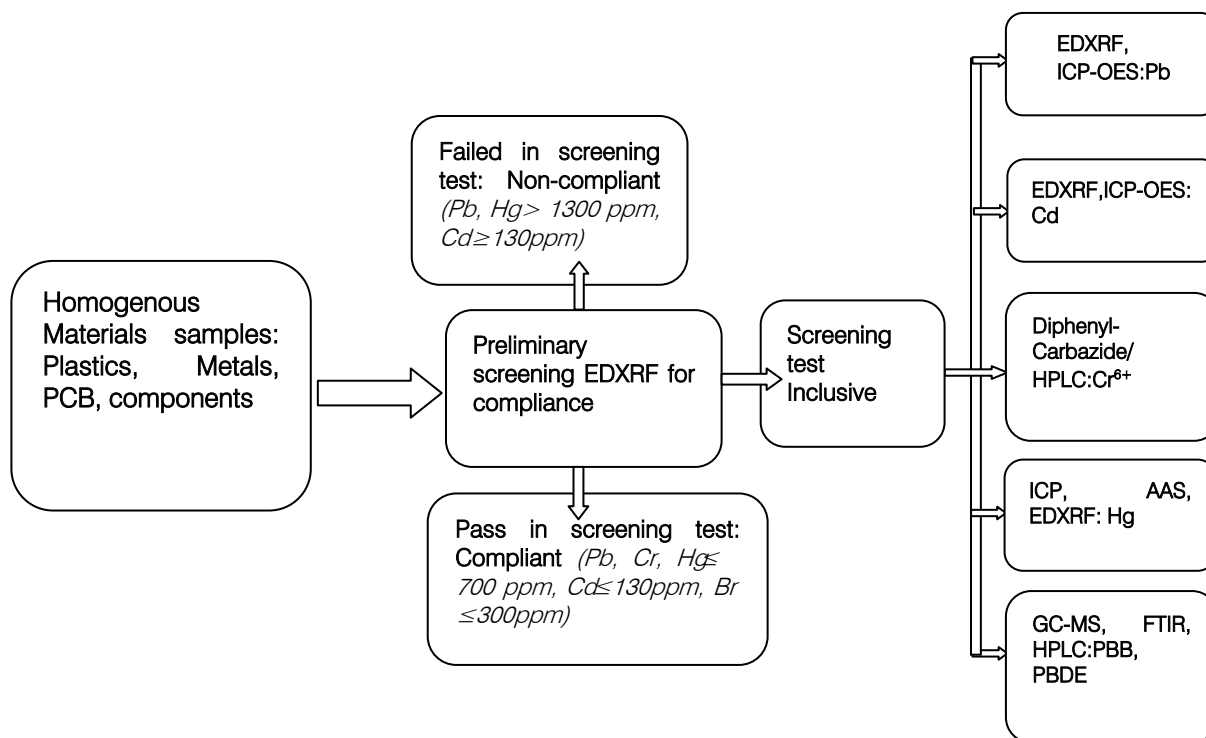 Homogenous
Materials samples:
Plastics, Metals,
PCB, components
Failed in screening
test: Non-compliant
(Pb, Hg> 1300 ppm,
Cd≥130ppm)
Preliminary
screening EDXRF for
compliance
Pass in screening test:
Compliant (Pb, Cr, Hg≤
700 ppm, Cd≤130ppm, Br
≤300ppm)
Screening
test
Inclusive
EDXRF,
ICP-OES:Pb
EDXRF,ICP-OES:
Cd
Diphenyl-
Carbazide/
HPLC:Cr⁶⁺
ICP, AAS,
EDXRF: Hg
GC-MS, FTIR,
HPLC:PBB,
PBDE